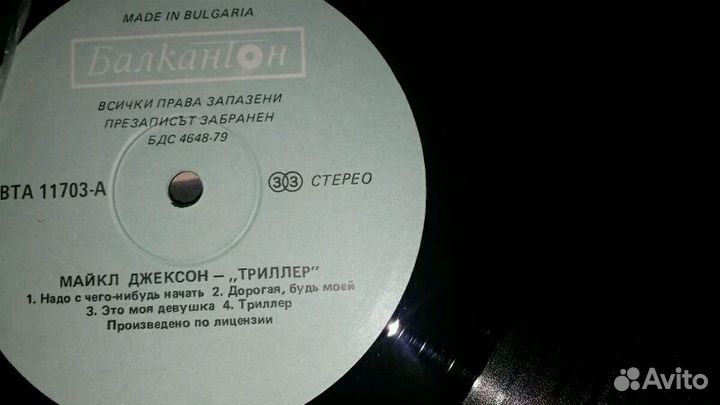 MADE IN BULGARIA
Балкантон
ВСИЧКИ ПРАВА ЗАПАЗЕНИ
ПРЕЗАПИСЪТ ЗАБРАНЕН
БДС 4648-79
ВТА 11703-А
33 СТЕРЕО
МАЙКЛ ДЖЕКСОН — „ТРИЛЛЕР"
1. Надо с чего-нибудь начать 2. Дорогая, будь моей
3. Это моя девушка 4. Триллер
Произведено по лицензии
Avito